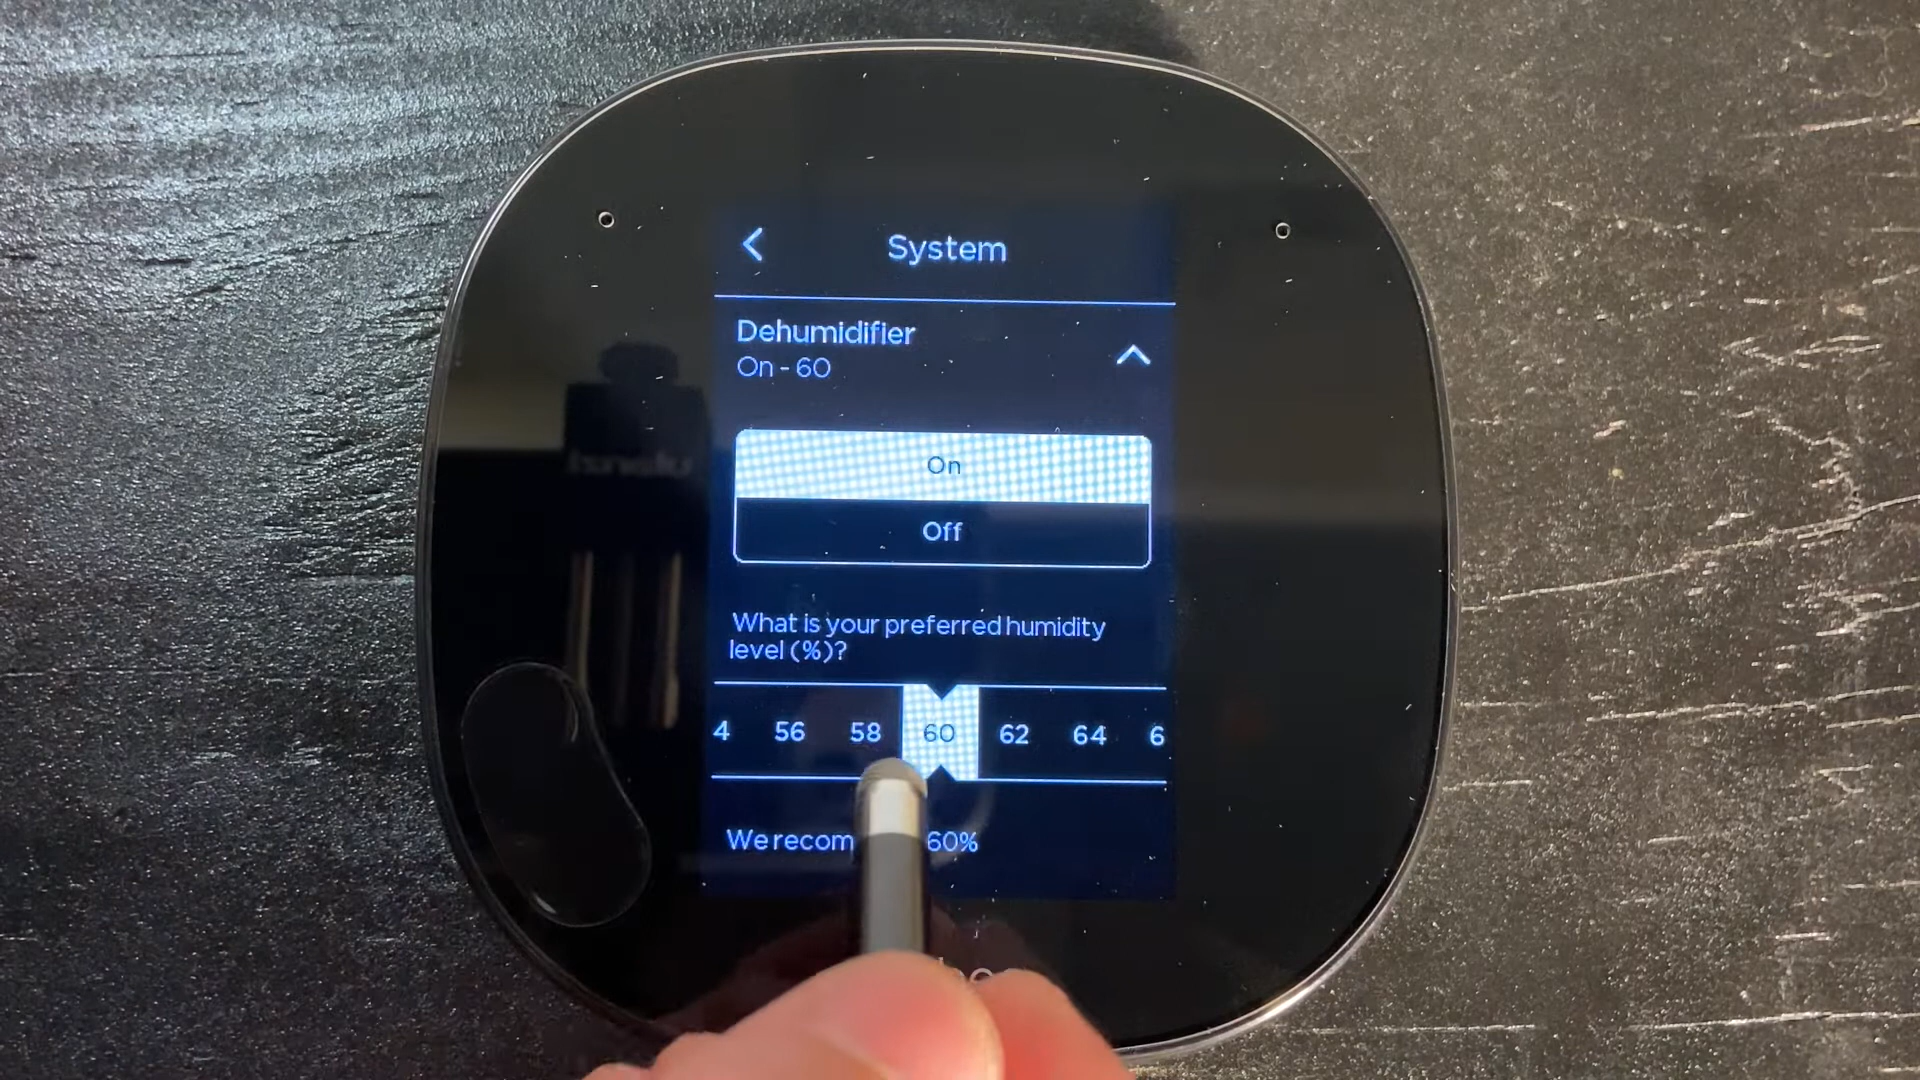 System
Dehumidifier
On - 60
On
Off
What is your preferred humidity
level (%)?
4 56 58 60 62 64 6
We recom 60%